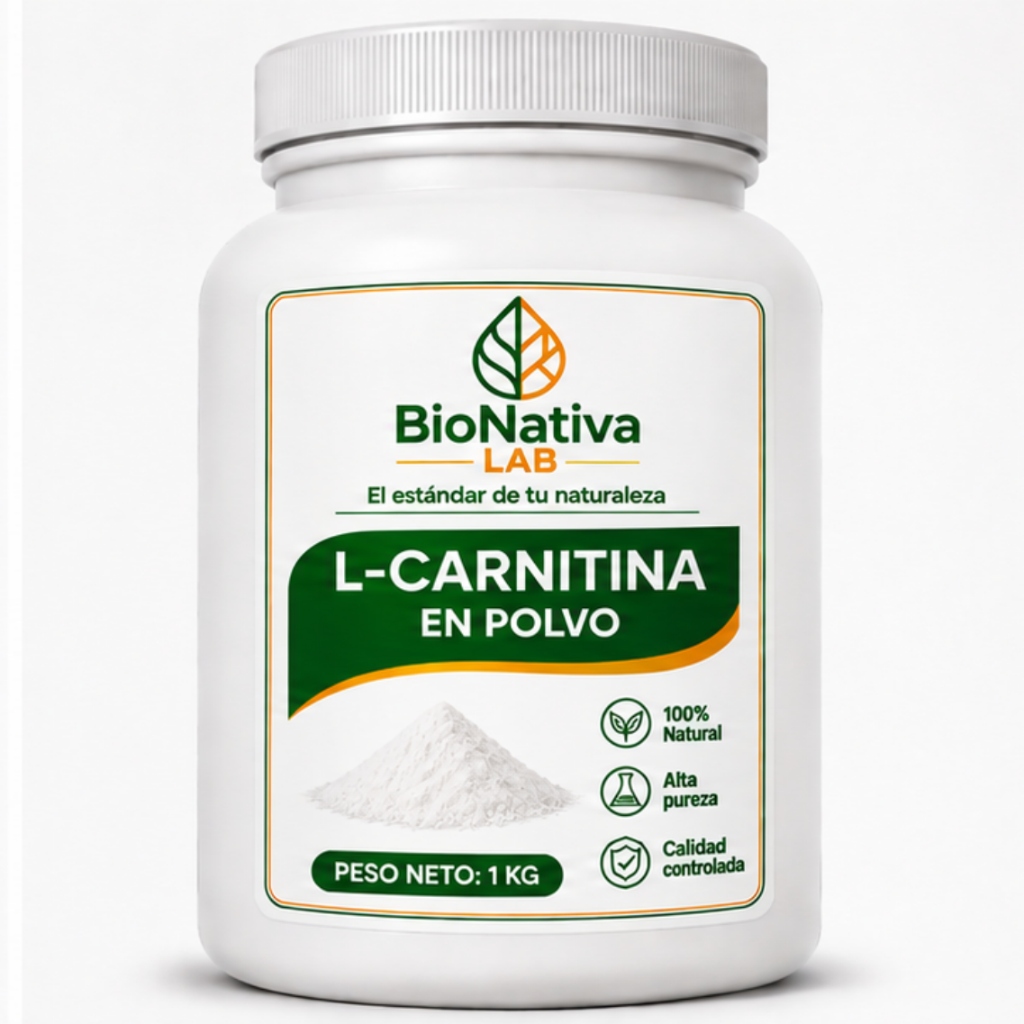 BioNativa
LAB
El estándar de tu naturaleza
L-CARNITINA
EN POLVO
100%
Natural
Alta
pureza
Calidad
controlada
PESO NETO: 1 KG